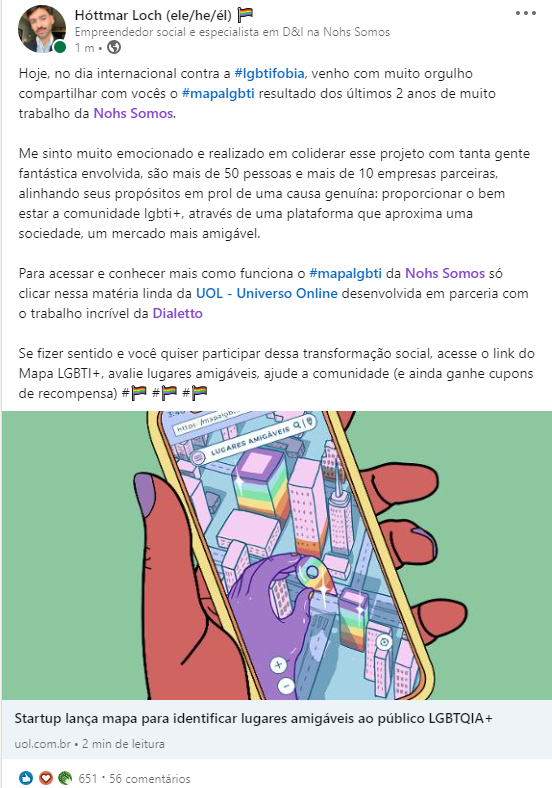 Hóttmar Loch (ele/he/él) 🏳️‍🌈
Empreendedor social e especialista em D&I na Nohs Somos
1 m •
Hoje, no dia internacional contra a #lgbtifobia, venho com muito orgulho
compartilhar com vocês o #mapalgbti resultado dos últimos 2 anos de muito
trabalho da Nohs Somos.
Me sinto muito emocionado e realizado em coliderar esse projeto com tanta gente
fantástica envolvida, são mais de 50 pessoas e mais de 10 empresas parceiras,
alinhando seus propósitos em prol de uma causa genuína: proporcionar o bem
estar a comunidade lgbti+, através de uma plataforma que aproxima uma
sociedade, um mercado mais amigável.
Para acessar e conhecer mais como funciona o #mapalgbti da Nohs Somos só
clicar nessa matéria linda da UOL - Universo Online desenvolvida em parceria com
o trabalho incrível da Dialetto
Se fizer sentido e você quiser participar dessa transformação social, acesse o link do
Mapa LGBTI+, avalie lugares amigáveis, ajude a comunidade (e ainda ganhe cupons
de recompensa) #🏳️‍🌈 #🏳️‍🌈 #🏳️‍🌈
LUGARES AMIGÁVEIS
Startup lança mapa para identificar lugares amigáveis ao público LGBTQIA+
uol.com.br • 2 min de leitura
651 · 56 comentários